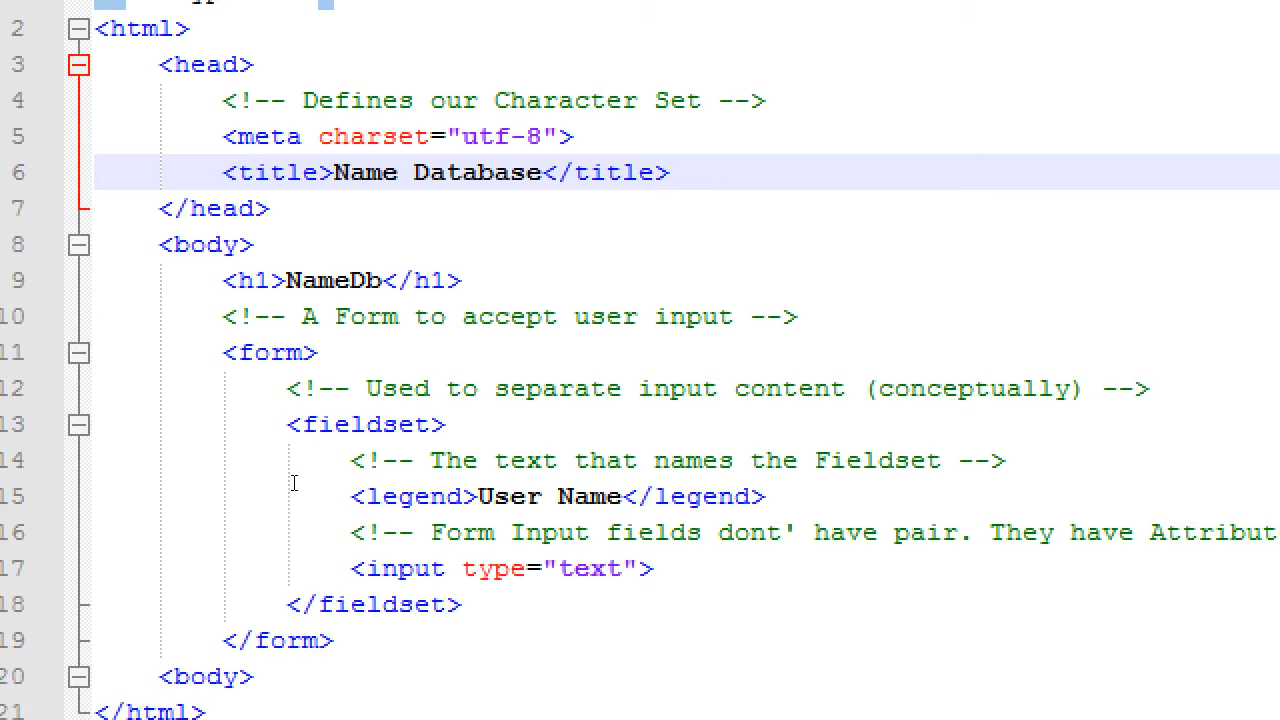 2 <html>
3 <head>
4 <!-- Defines our Character Set -->
5 <meta charset="utf-8">
6 <title>Name Database</title>
7 </head>
8 <body>
9 <h1>NameDb</h1>
10 <!-- A Form to accept user input -->
11 <form>
12 <!-- Used to separate input content (conceptually) -->
13 <fieldset>
14 <!-- The text that names the Fieldset -->
15 <legend>User Name</legend>
16 <!-- Form Input fields dont' have pair. They have Attribut
17 <input type="text">
18 </fieldset>
19 </form>
20 <body>
21 </html>